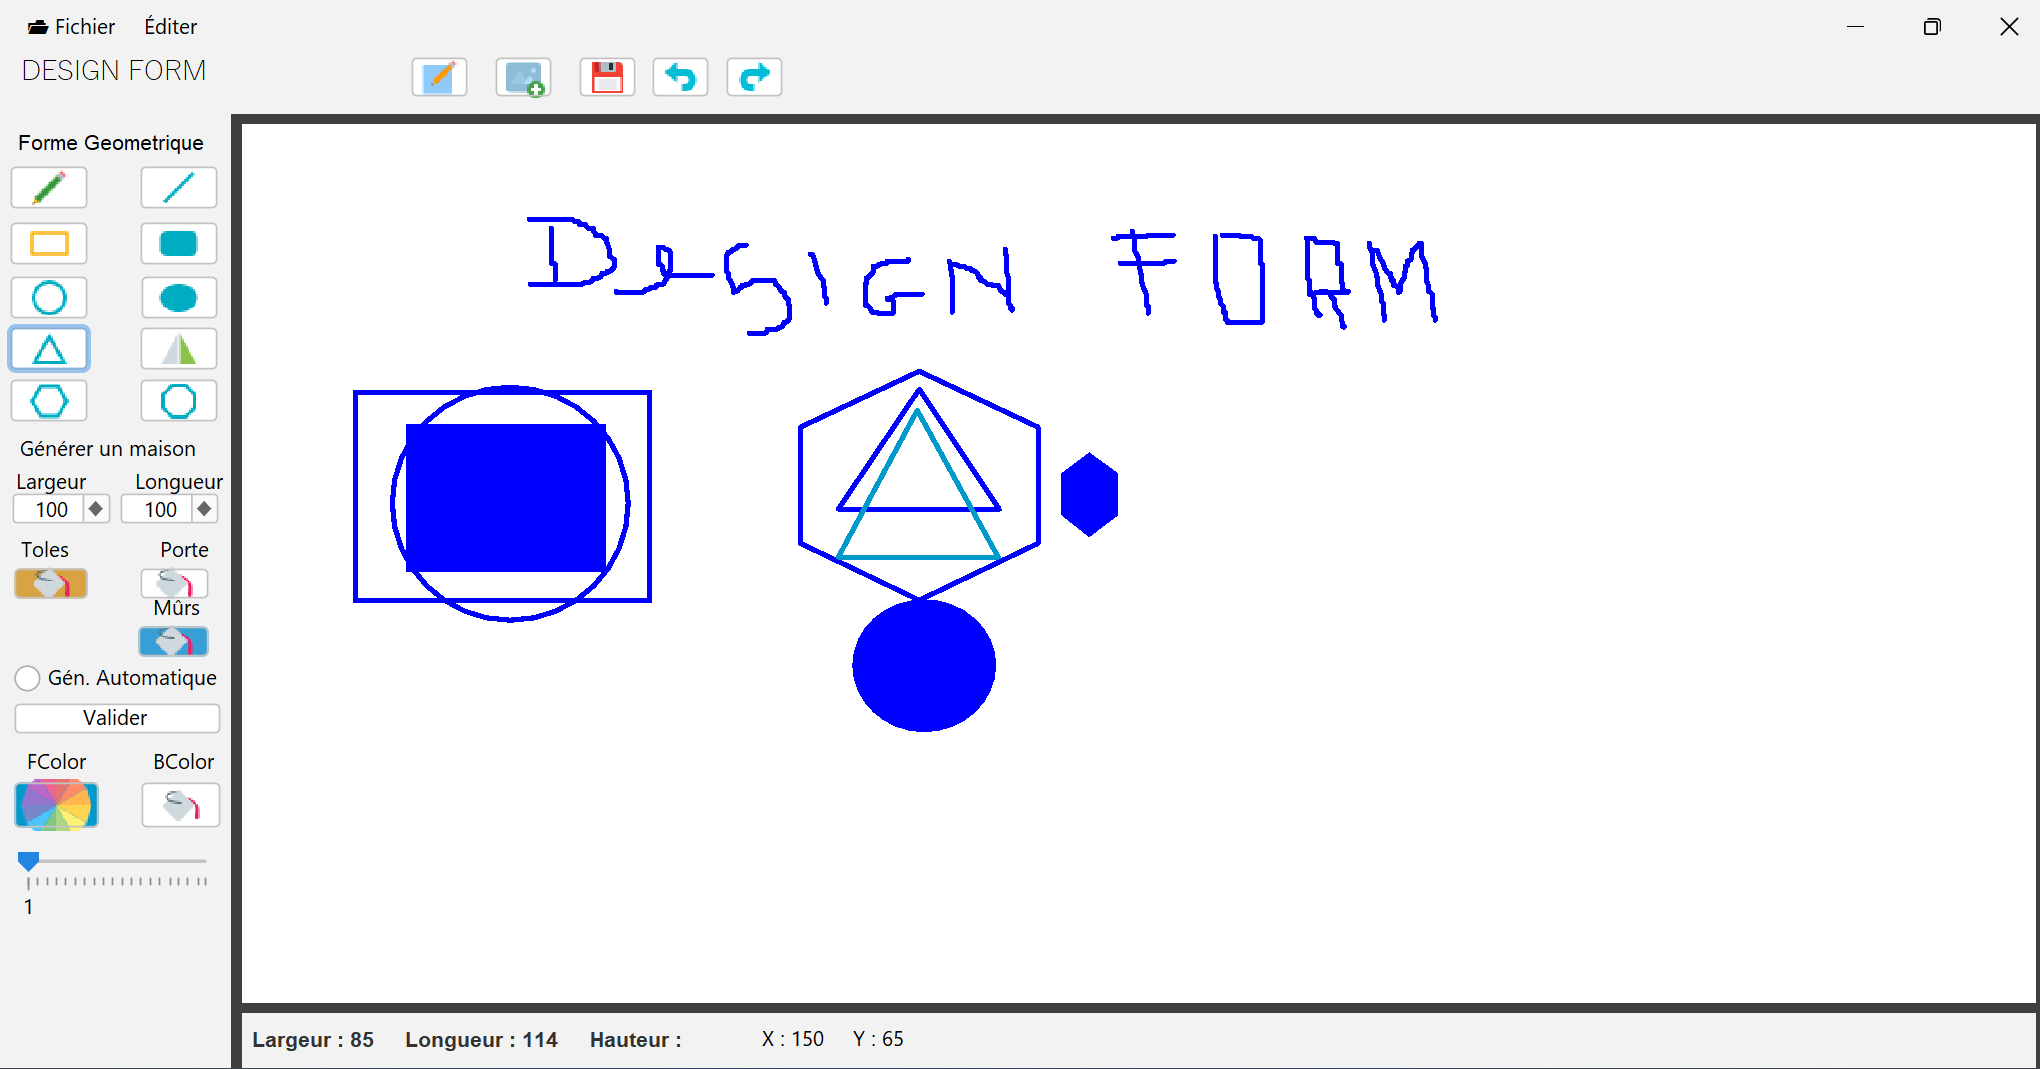 Fichier Éditer
DESIGN FORM
Forme Geometrique
Générer un maison
Largeur Longueur
100 100
Toles Porte
Mûrs
Gén. Automatique
Valider
FColor BColor
1
DeSIGN FORM
Largeur : 85 Longueur : 114 Hauteur : X : 150 Y : 65